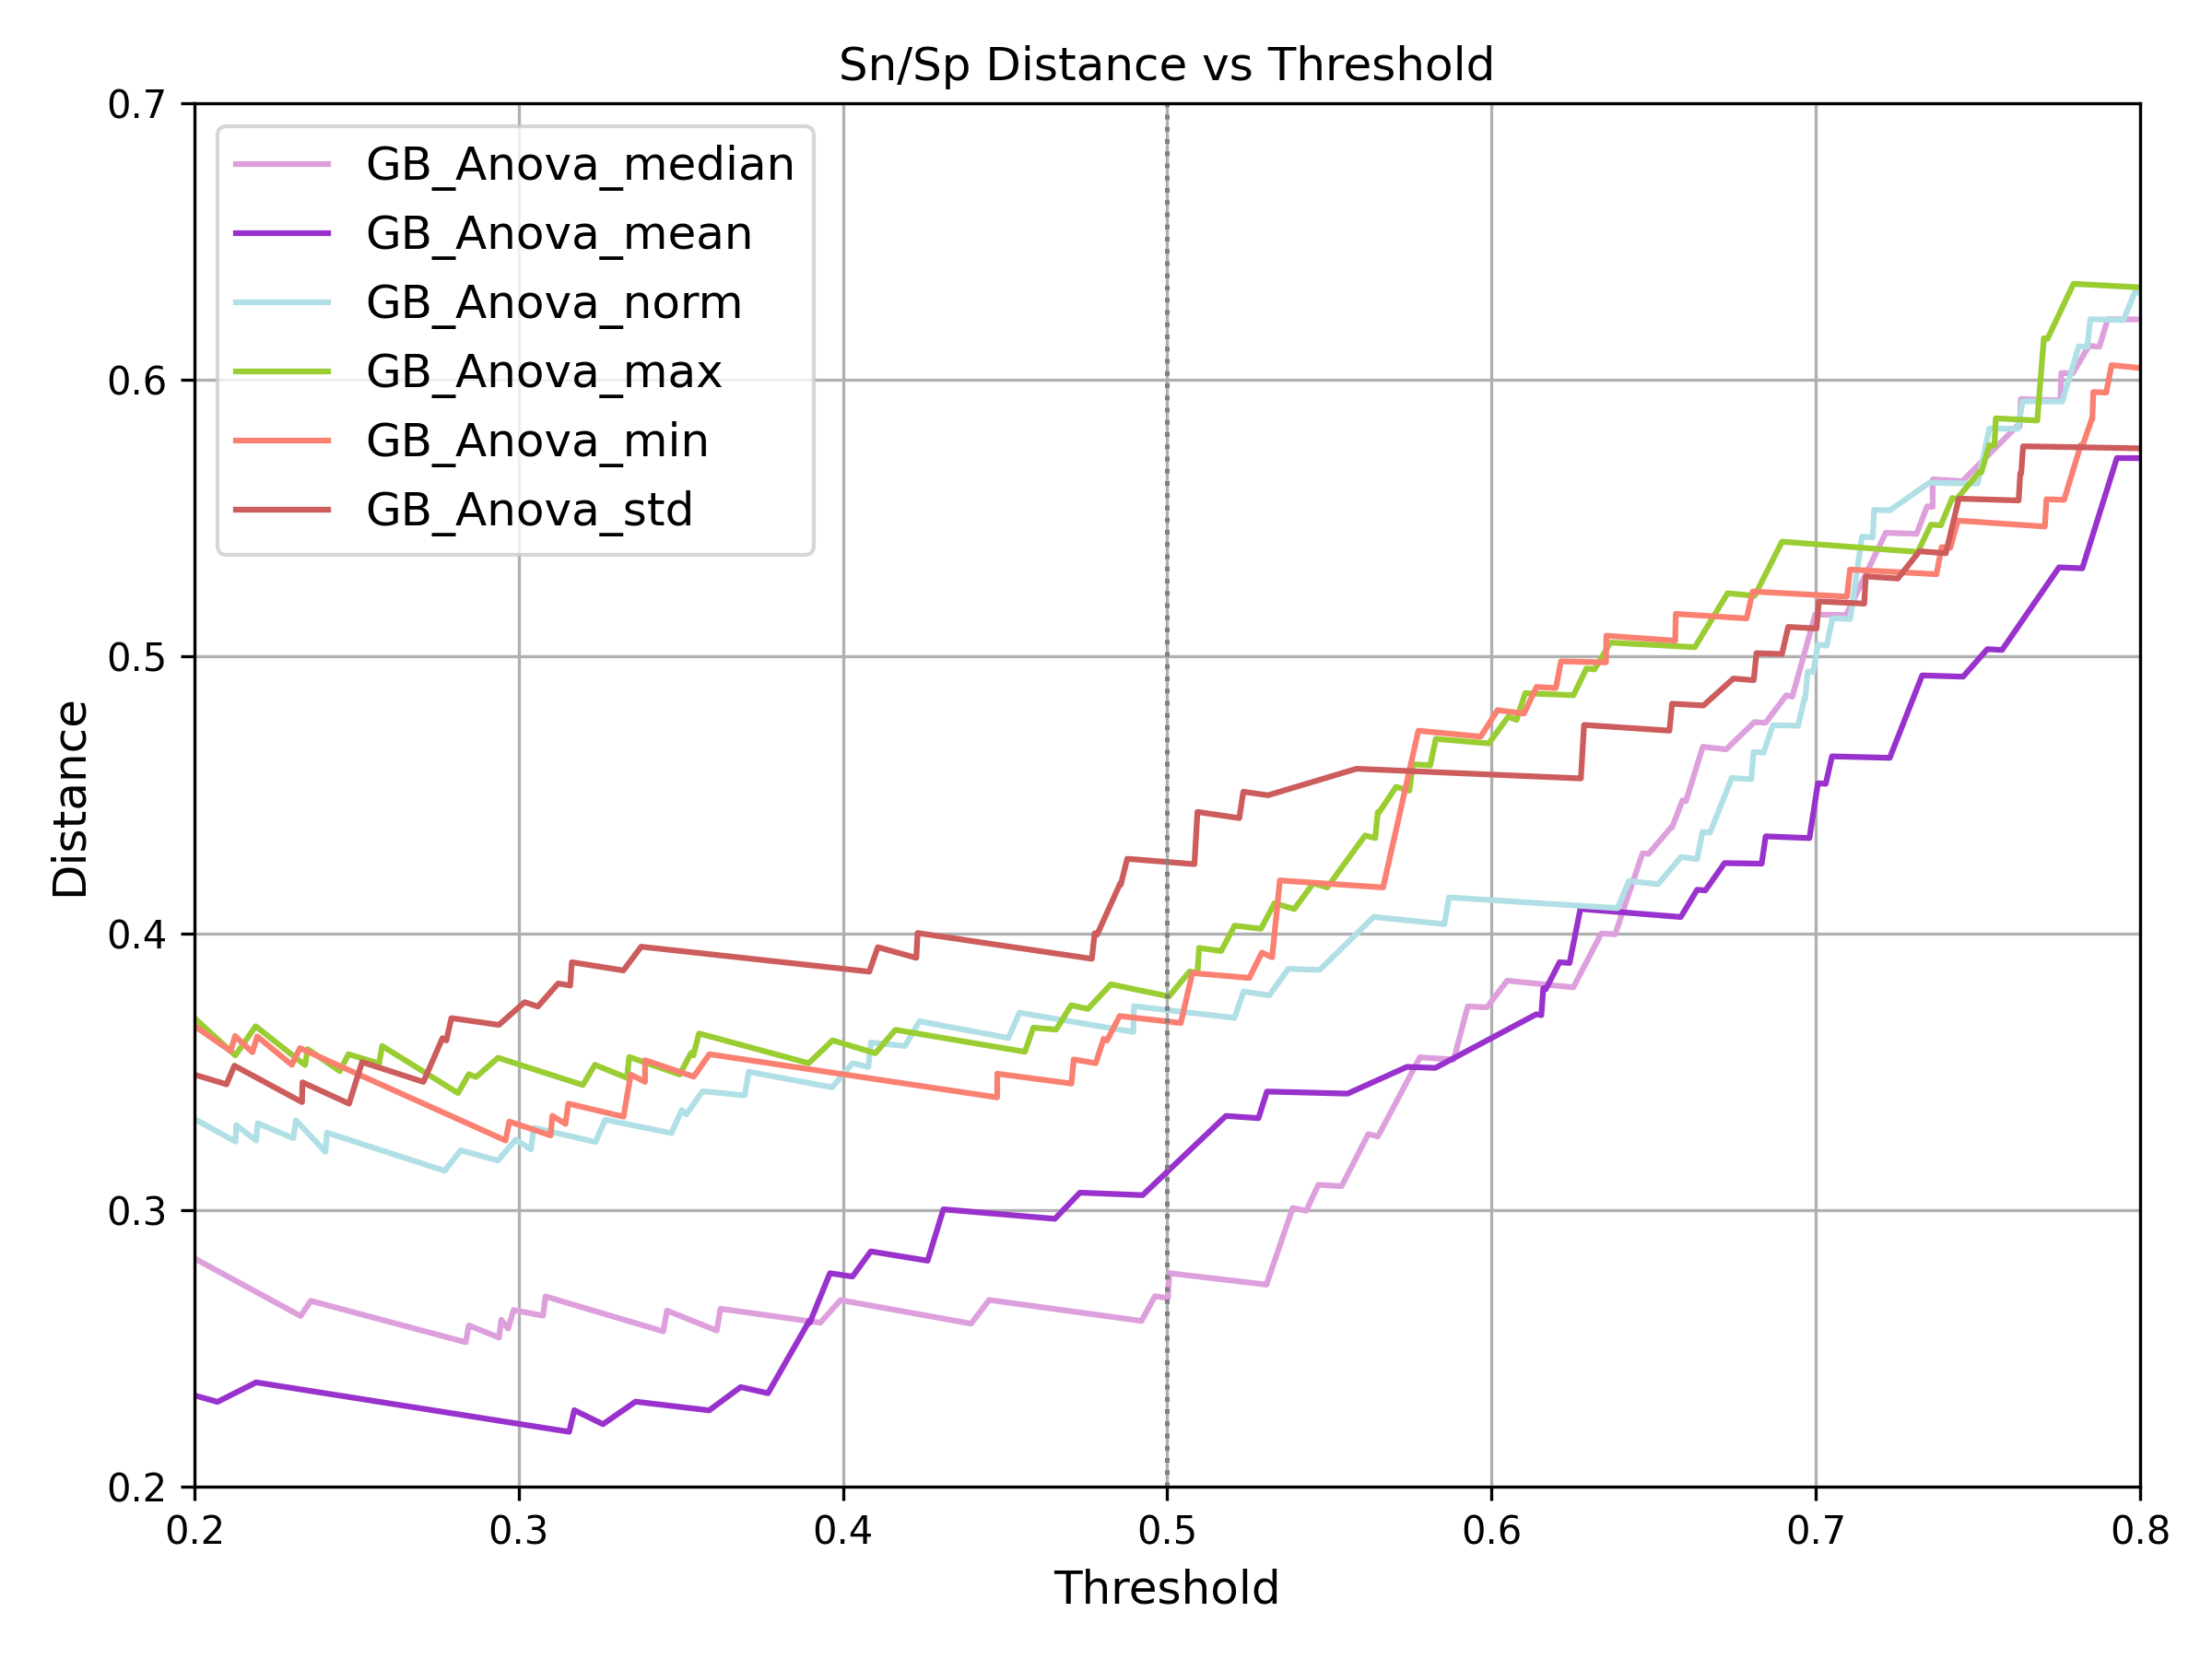 Sn/Sp Distance vs Threshold
0.7
0.6
0.5
0.4
0.3
0.2
Distance
GB_Anova_median
GB_Anova_mean
GB_Anova_norm
GB_Anova_max
GB_Anova_min
GB_Anova_std
0.2 0.3 0.4 0.5 0.6 0.7 0.8
Threshold